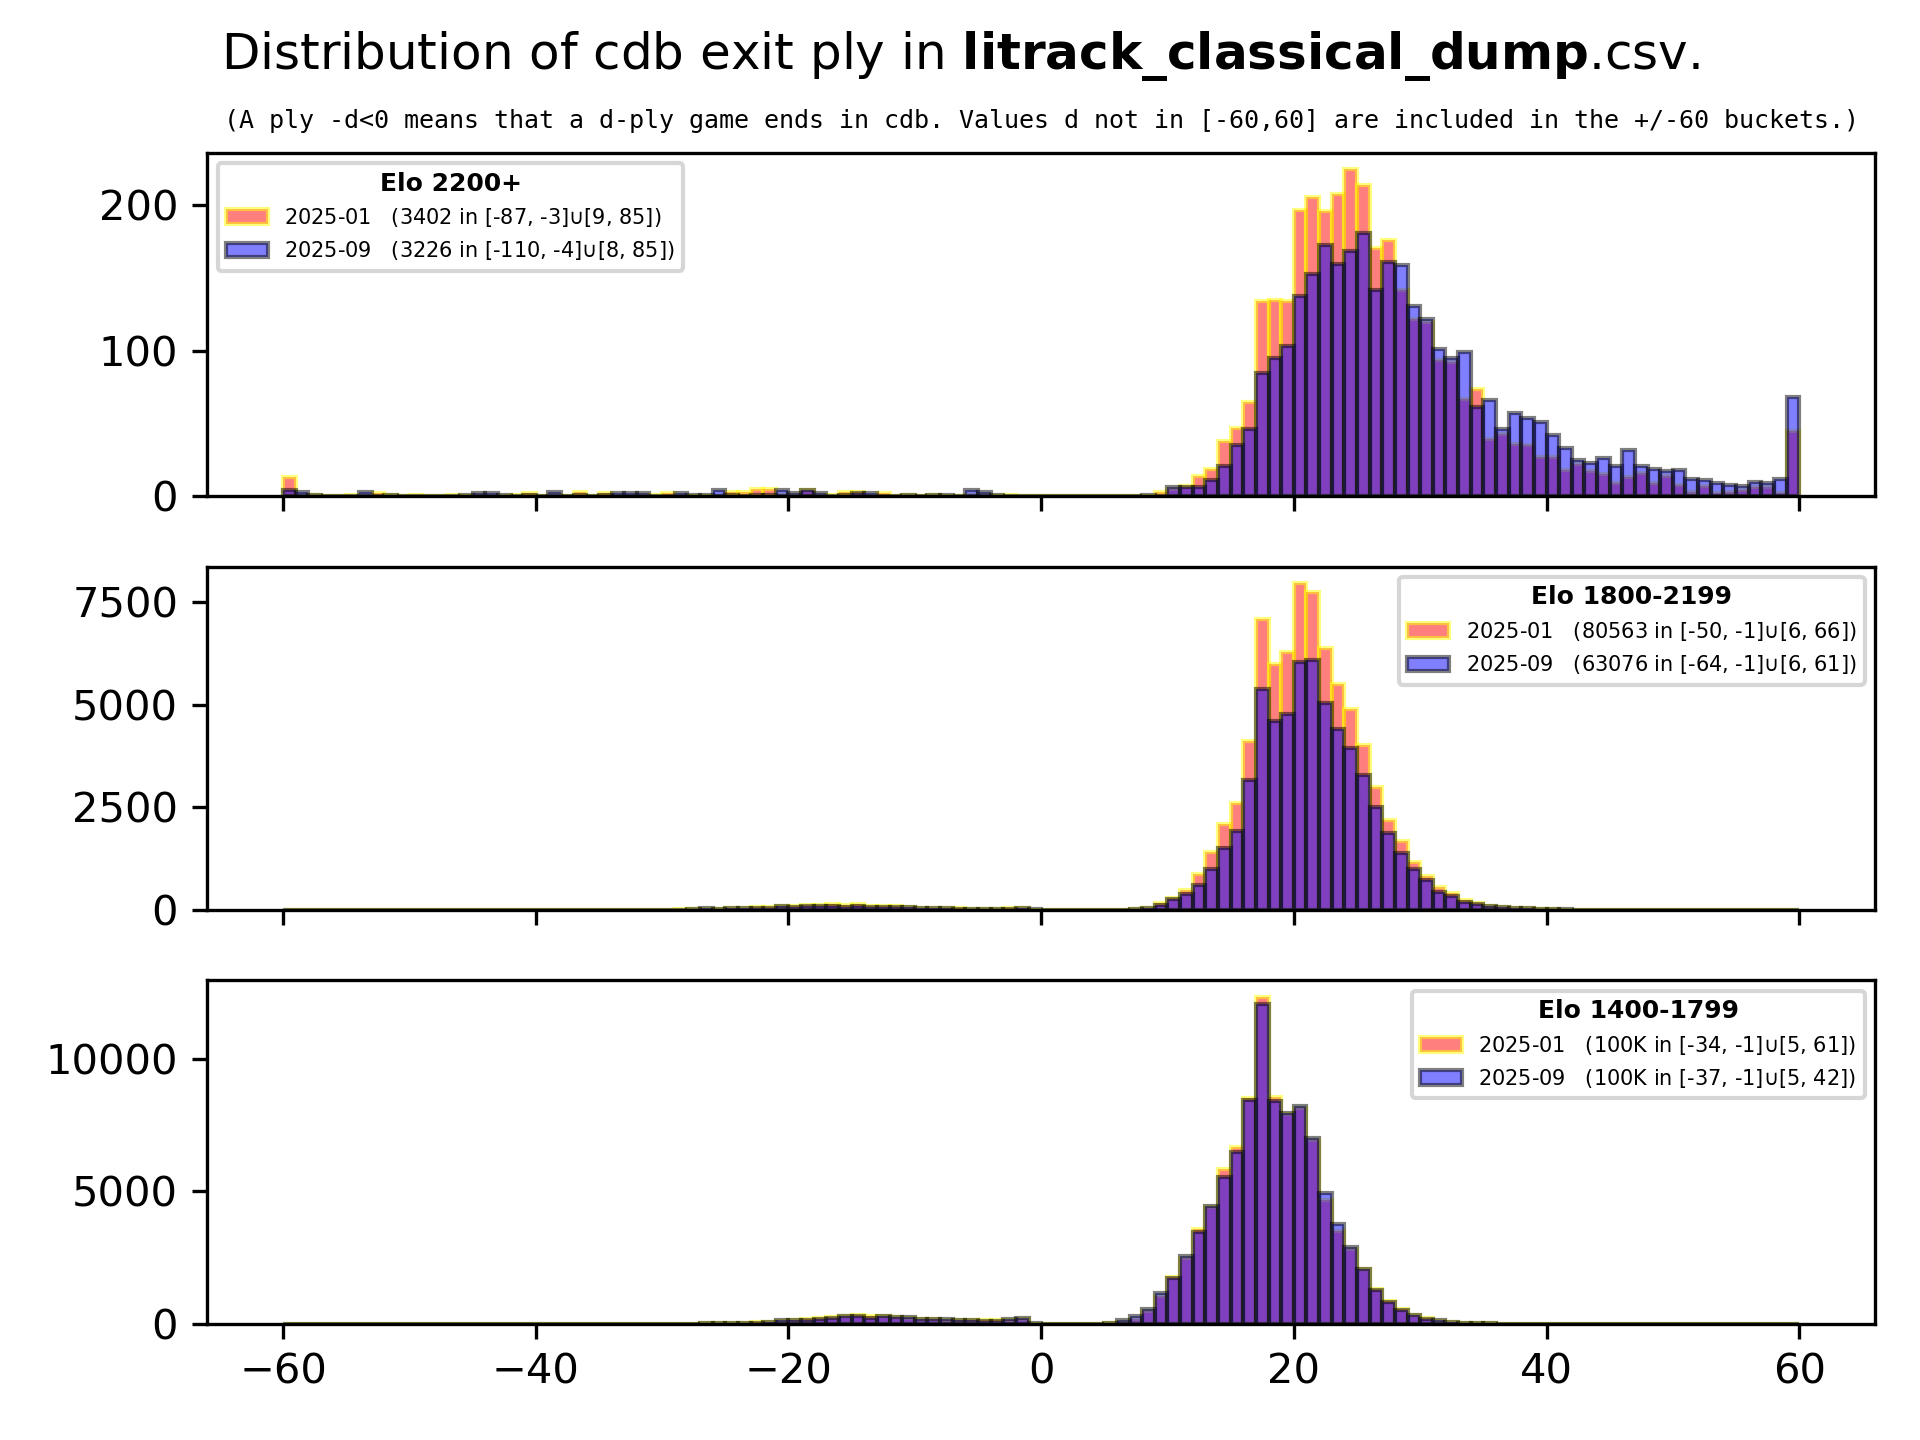 Distribution of cdb exit ply in litrack_classical_dump.csv.
(A ply -d<0 means that a d-ply game ends in cdb. Values d not in [-60,60] are included in the +/-60 buckets.)
Elo 2200+
2025-01 (3402 in [-87, -3]∪[9, 85])
2025-09 (3226 in [-110, -4]∪[8, 85])
200
100
0
Elo 1800-2199
2025-01 (80563 in [-50, -1]∪[6, 66])
2025-09 (63076 in [-64, -1]∪[6, 61])
7500
5000
2500
0
Elo 1400-1799
2025-01 (100K in [-34, -1]∪[5, 61])
2025-09 (100K in [-37, -1]∪[5, 42])
10000
5000
0
−60 −40 −20 0 20 40 60